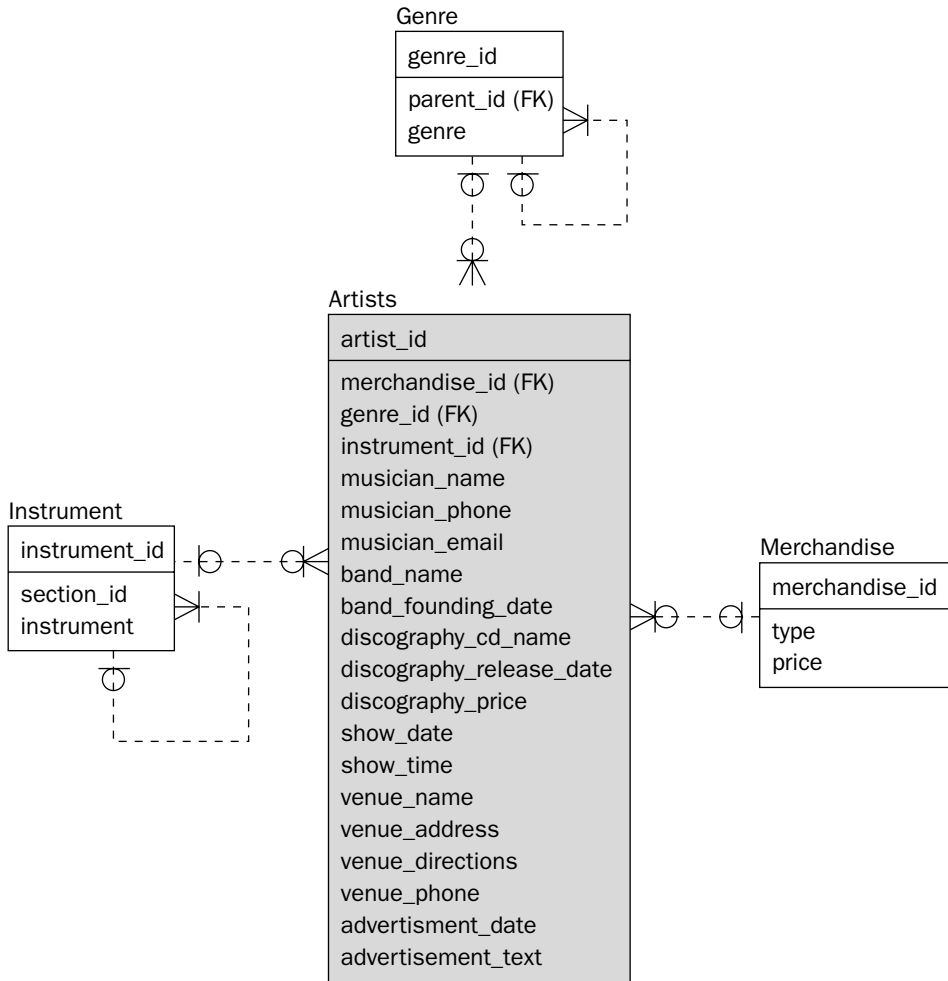 Genre
genre_id
parent_id (FK)
genre
Artists
artist_id
merchandise_id (FK)
genre_id (FK)
instrument_id (FK)
musician_name
musician_phone
musician_email
band_name
band_founding_date
discography_cd_name
discography_release_date
discography_price
show_date
show_time
venue_name
venue_address
venue_directions
venue_phone
advertisment_date
advertisement_text
Instrument
instrument_id
section_id
instrument
Merchandise
merchandise_id
type
price